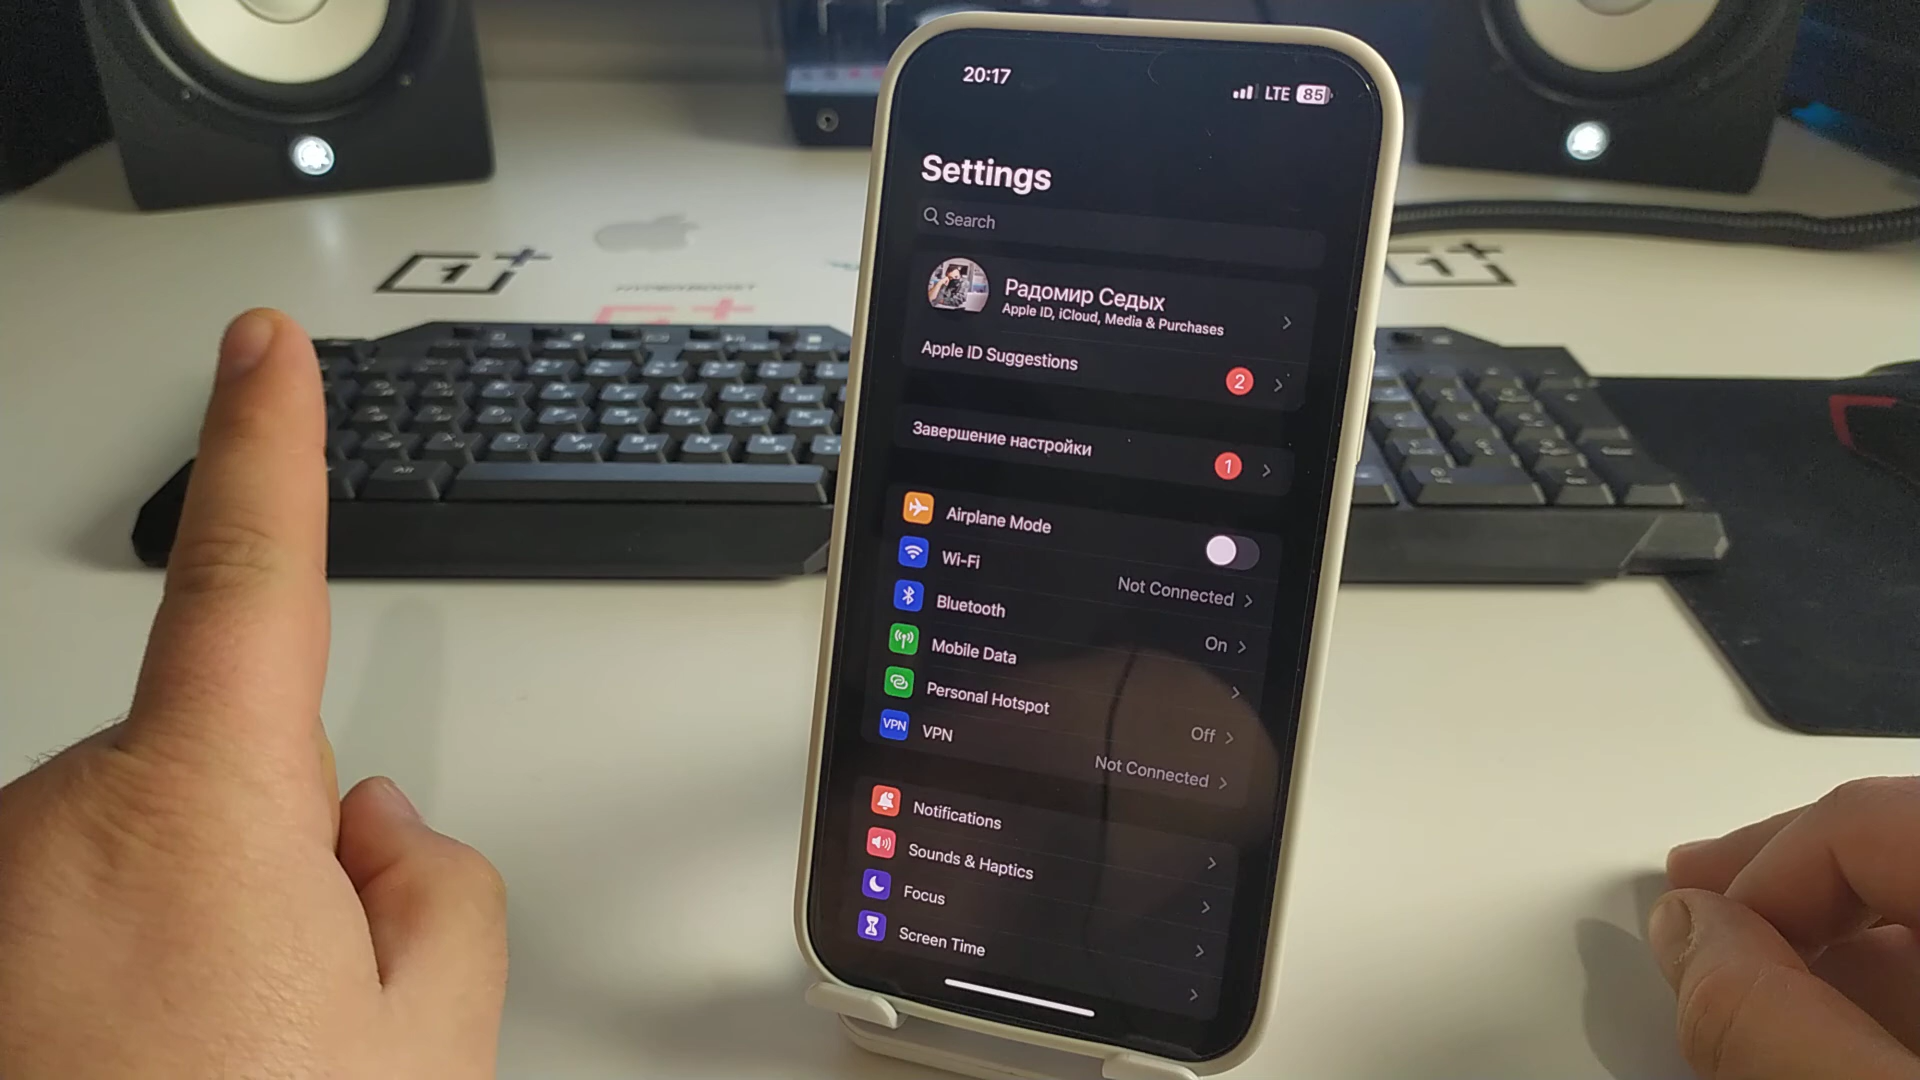 20:17
LTE 85
Settings
Search
Радомир Седых
Apple ID, iCloud, Media & Purchases
Apple ID Suggestions
2
Завершение настройки
1
Airplane Mode
Wi-Fi
Not Connected
Bluetooth
On
Mobile Data
Personal Hotspot
Off
VPN VPN
Not Connected
Notifications
Sounds & Haptics
Focus
Screen Time